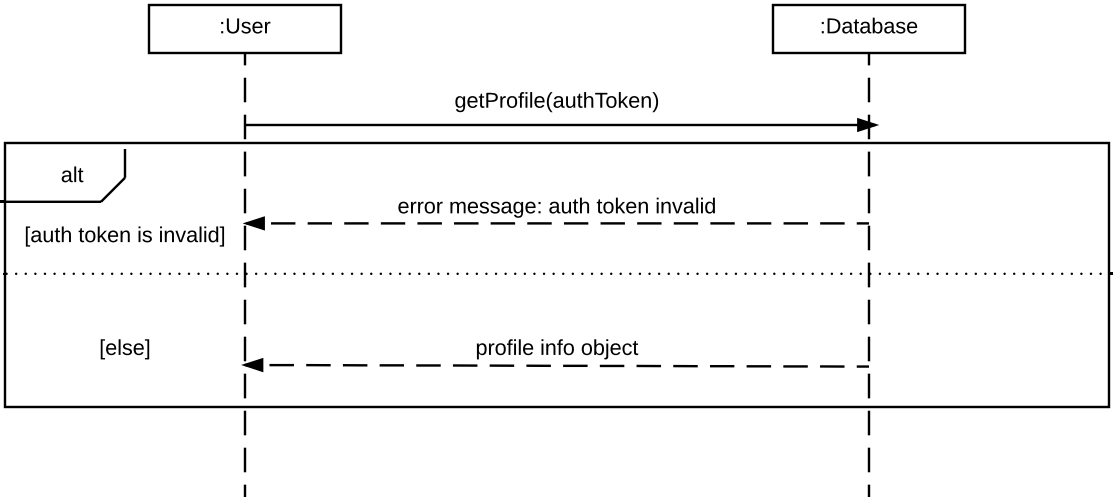 :User
:Database
getProfile(authToken)
alt
error message: auth token invalid
[auth token is invalid]
[else]
profile info object